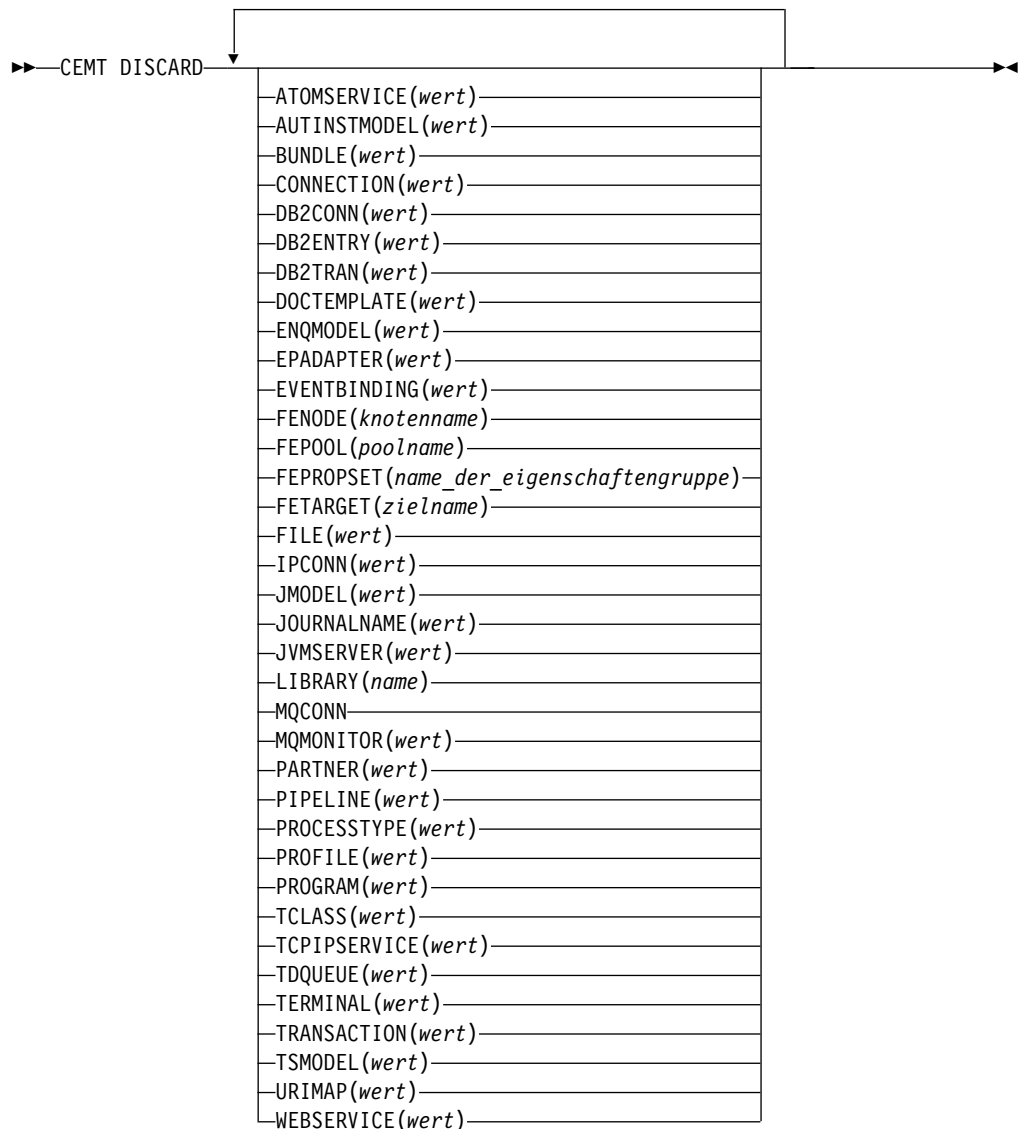 CEMT DISCARD
ATOMSERVICE(wert)
AUTINSTMODEL(wert)
BUNDLE(wert)
CONNECTION(wert)
DB2CONN(wert)
DB2ENTRY(wert)
DB2TRAN(wert)
DOCTEMPLATE(wert)
ENQMODEL(wert)
EPADAPTER(wert)
EVENTBINDING(wert)
FENODE(knotenname)
FEPOOL(poolname)
FEPROPSET(name_der_eigenschaftengruppe)
FETARGET(zielname)
FILE(wert)
IPCONN(wert)
JMODEL(wert)
JOURNALNAME(wert)
JVMSERVER(wert)
LIBRARY(name)
MQCONN
MQMONITOR(wert)
PARTNER(wert)
PIPELINE(wert)
PROCESSTYPE(wert)
PROFILE(wert)
PROGRAM(wert)
TCLASS(wert)
TCPIPSERVICE(wert)
TDQUEUE(wert)
TERMINAL(wert)
TRANSACTION(wert)
TSMODEL(wert)
URIMAP(wert)
WEBSERVICE(wert)